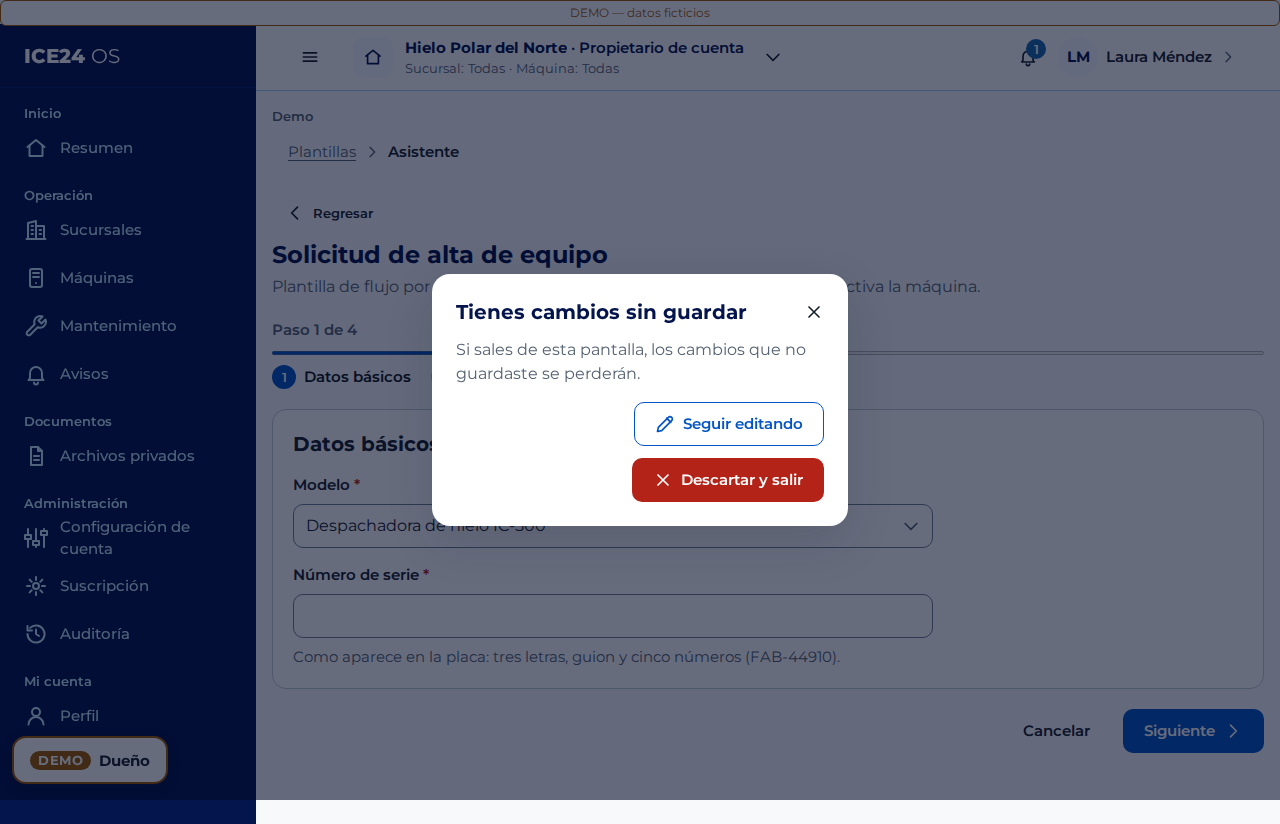 DEMO — datos ficticios
ICE24 OS
Hielo Polar del Norte · Propietario de cuenta
Sucursal: Todas · Máquina: Todas
1
LM
Laura Méndez
Inicio
Resumen
Operación
Sucursales
Máquinas
Mantenimiento
Avisos
Documentos
Archivos privados
Administración
Configuración de
cuenta
Suscripción
Auditoría
Mi cuenta
Perfil
DEMO Dueño
Demo
Plantillas
Asistente
Regresar
Solicitud de alta de equipo
Plantilla de flujo por
ctiva la máquina.
Paso 1 de 4
1 Datos básicos
Tienes cambios sin guardar
Si sales de esta pantalla, los cambios que no
guardaste se perderán.
Seguir editando
Descartar y salir
Datos básicos
Modelo *
Despachadora de hielo IC-500
Número de serie *
Como aparece en la placa: tres letras, guion y cinco números (FAB-44910).
Cancelar
Siguiente